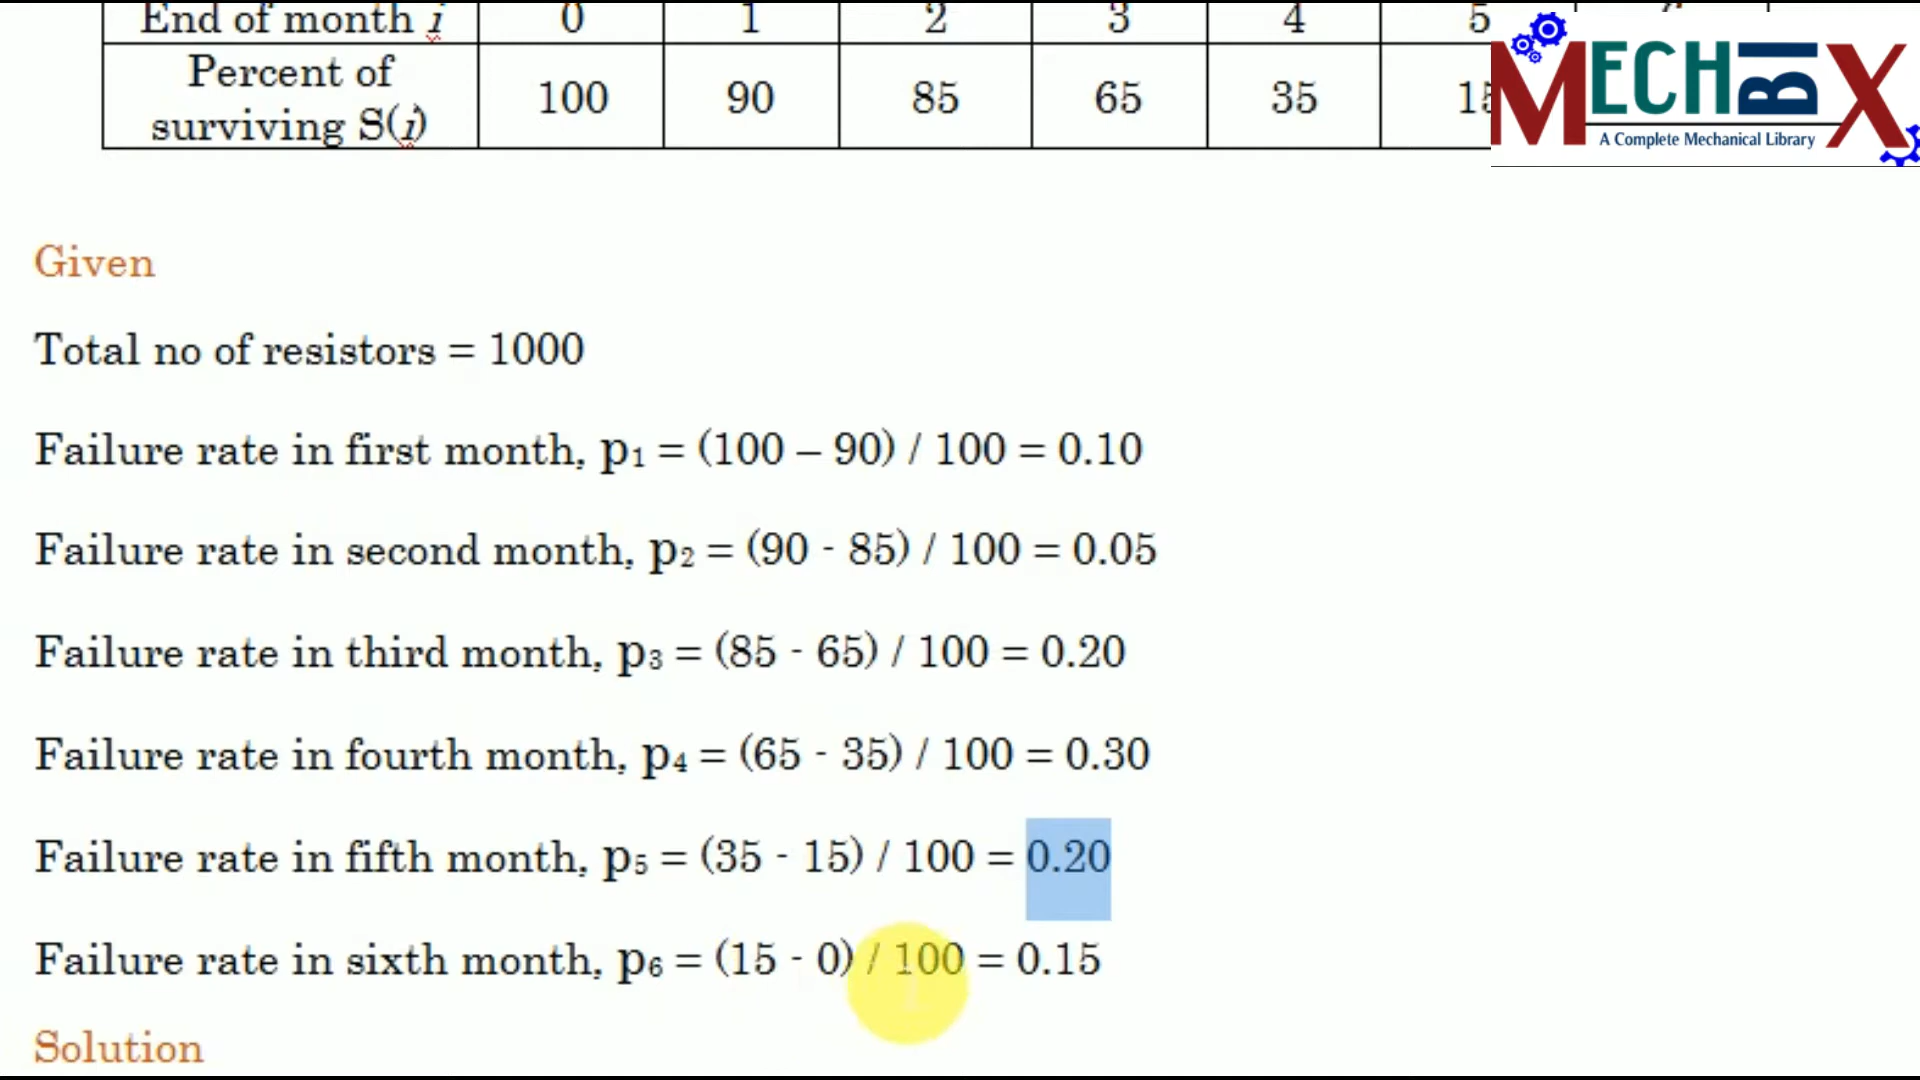 End of month i 0 1 2 3 4 5
Percent of surviving S(i) 100 90 85 65 35
MECHBIX
A Complete Mechanical Library
Given
Total no of resistors = 1000
Failure rate in first month, p₁ = (100 – 90) / 100 = 0.10
Failure rate in second month, p₂ = (90 - 85) / 100 = 0.05
Failure rate in third month, p₃ = (85 - 65) / 100 = 0.20
Failure rate in fourth month, p₄ = (65 - 35) / 100 = 0.30
Failure rate in fifth month, p₅ = (35 - 15) / 100 = 0.20
Failure rate in sixth month, p₆ = (15 - 0) / 100 = 0.15
Solution